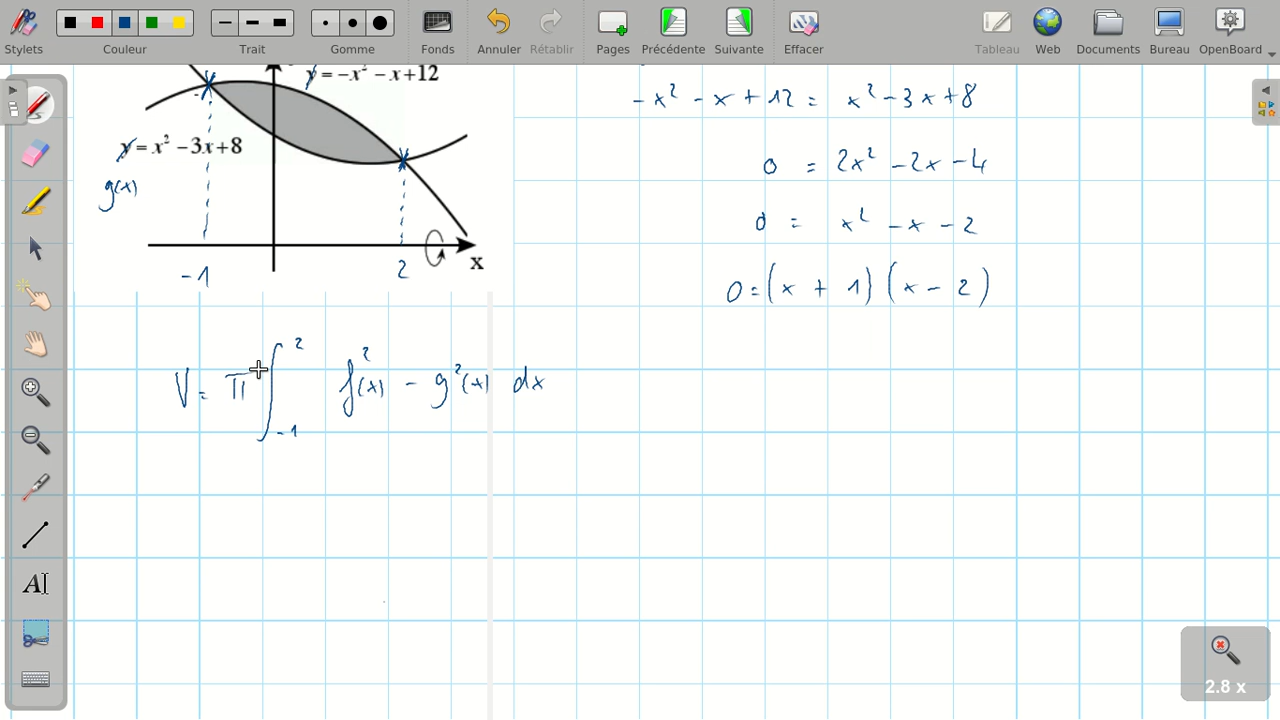 Stylets Couleur Trait Gomme Fonds Annuler Rétablir Pages Précédente Suivante Effacer Tableau Web Documents Bureau OpenBoard
y = -x² - x + 12
y = x² - 3x + 8
g(x)
x
-1
2
-x² - x + 12 = x² - 3x + 8
0 = 2x² - 2x - 4
0 = x² - x - 2
0 = (x + 1) (x - 2)
V = π ∫₋₁² f²(x) - g²(x) dx
AI
2.8 x